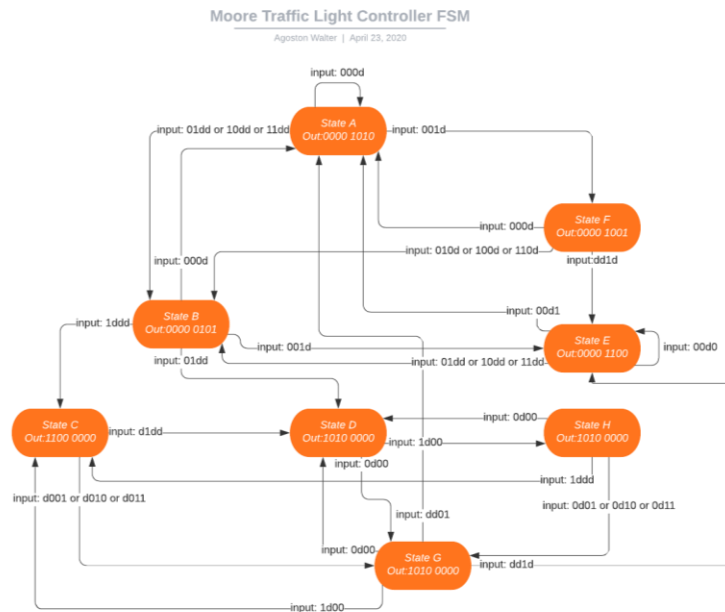 Moore Traffic Light Controller FSM
Agoston Walter | April 23, 2020
input: 000d
State A
Out:0000 1010
input: 01dd or 10dd or 11dd
input: 001d
State F
Out:0000 1001
input: 000d
input: 010d or 100d or 110d
input:dd1d
input: 000d
input: 00d1
State B
Out:0000 0101
input: 1ddd
State E
Out:0000 1100
input: 00d0
input: 001d
input: 01dd
input: 01dd or 10dd or 11dd
State C
Out:1100 0000
input: d1dd
State D
Out:1010 0000
input: 0d00
State H
Out:1010 0000
input: 1d00
input: 0d00
input: 1ddd
input: d001 or d010 or d011
input: 0d01 or 0d10 or 0d11
input: dd01
input: 0d00
State G
Out:1010 0000
input: dd1d
input: 1d00